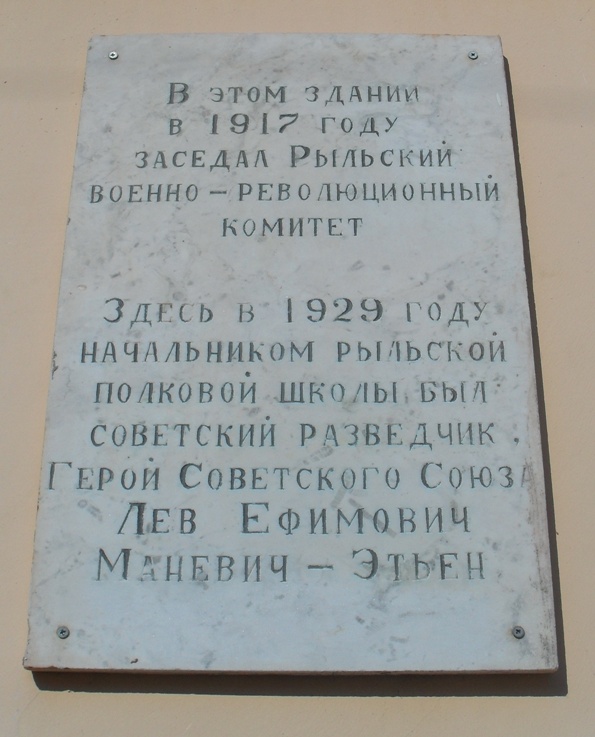 В этом здании
в 1917 году
заседал Рыльский
военно – революционный
комитет
Здесь в 1929 году
начальником рыльской
полковой школы был
советский разведчик,
Герой Советского Союза
Лев Ефимович
Маневич – Этьен